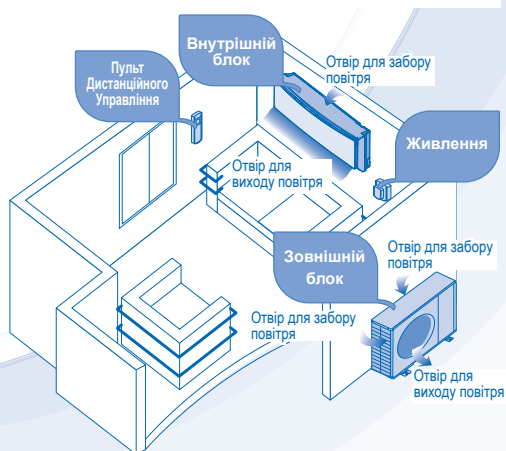 Внутрішній
блок
Отвір для забору
повітря
Пульт
Дистанційного
Управління
Живлення
Отвір для
виходу повітря
Зовнішній
блок
Отвір для забору
повітря
Отвір для забору
повітря
Отвір для
виходу повітря